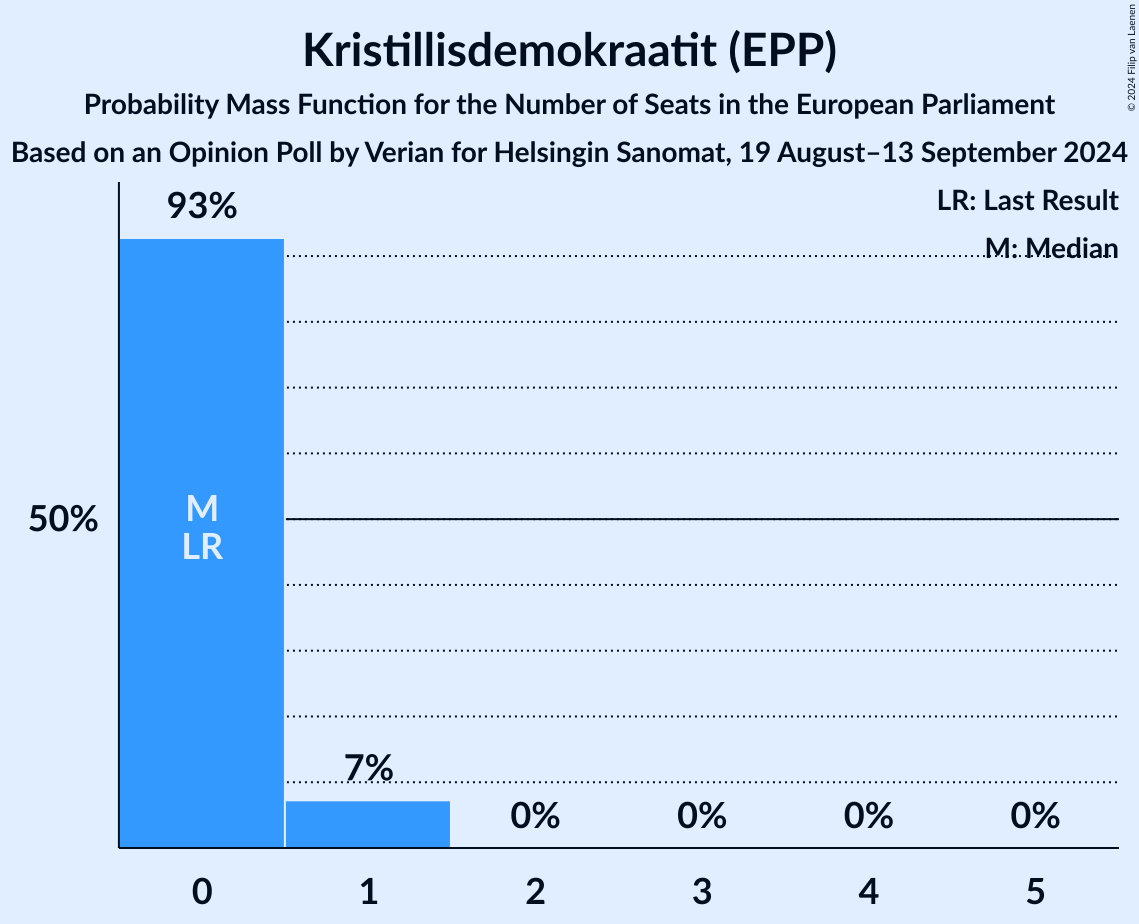 Kristillisdemokraatit (EPP)
Probability Mass Function for the Number of Seats in the European Parliament
Based on an Opinion Poll by Verian for Helsingin Sanomat, 19 August–13 September 2024
© 2024 Filip van Laenen
LR: Last Result
M: Median
93%
50%
M
LR
7%
0%
0%
0%
0%
0
1
2
3
4
5